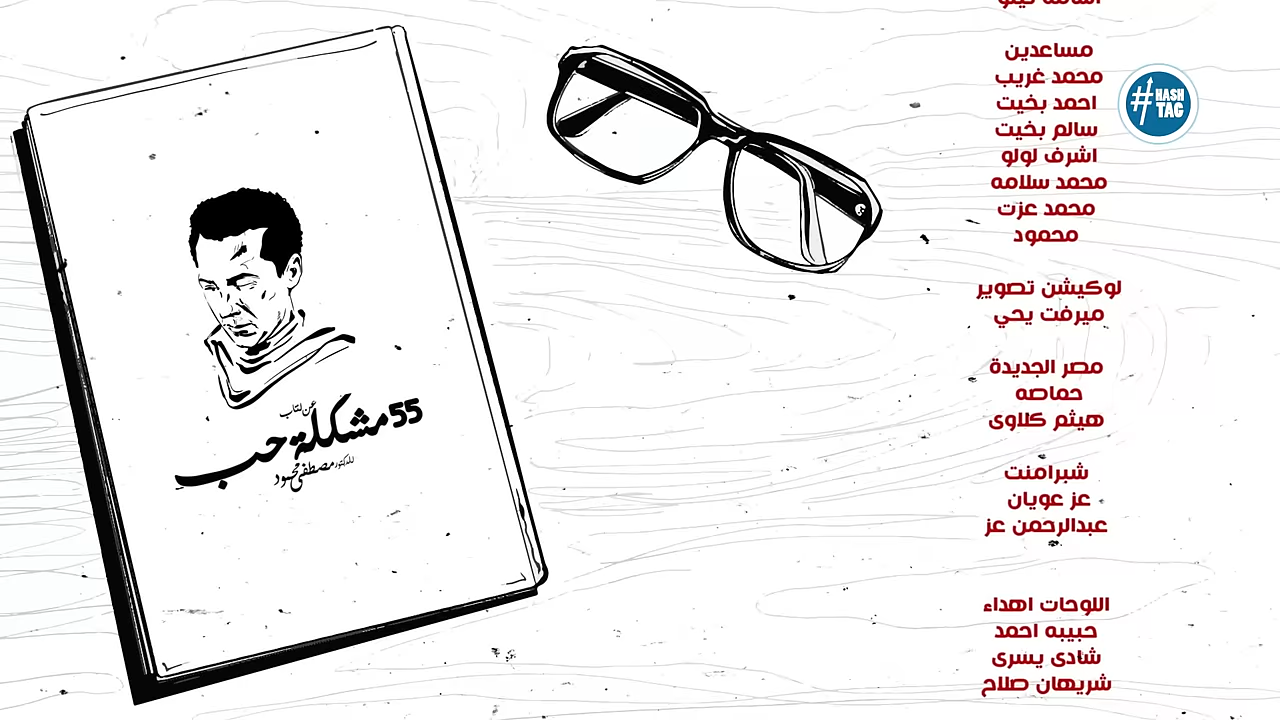 مساعدين
محمد غريب
احمد بخيت
سالم بخيت
اشرف لولو
محمد سلامه
محمد عزت
محمود
لوكيشن تصوير
ميرفت يحي
مصر الجديدة
حماصه
هيثم كلاوى
شبرامنت
عز عويان
عبدالرحمن عز
اللوحات اهداء
حبيبه احمد
شادى يسرى
شريهان صلاح
#HASH
TAC
عن كتاب
55 مشكلة حب
للدكتور مصطفى محمود